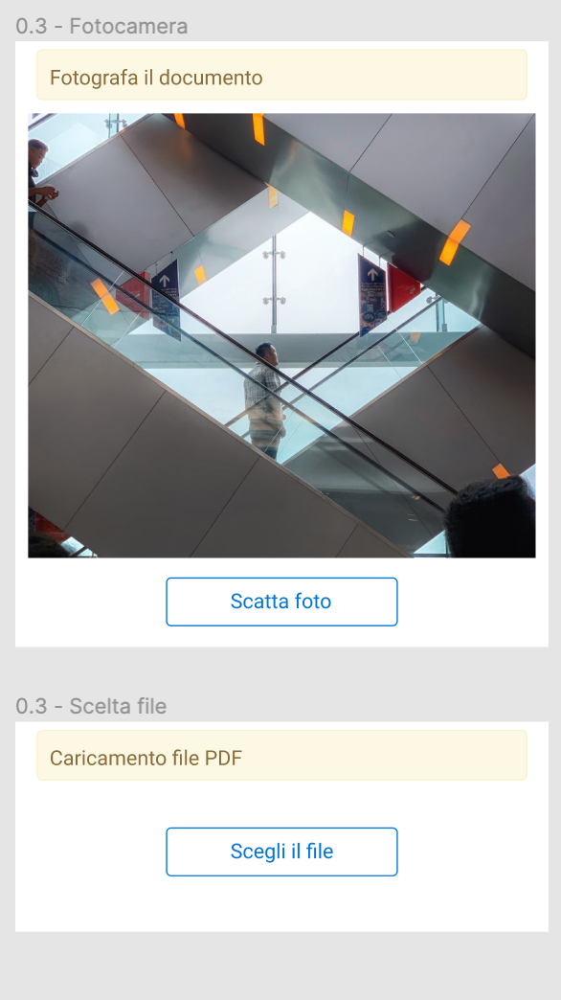 0.3 - Fotocamera
Fotografa il documento
Scatta foto
0.3 - Scelta file
Caricamento file PDF
Scegli il file